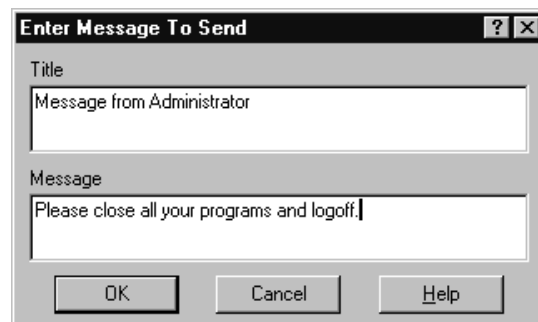 Enter Message To Send
Title
Message from Administrator
Message
Please close all your programs and logoff.
OK Cancel Help